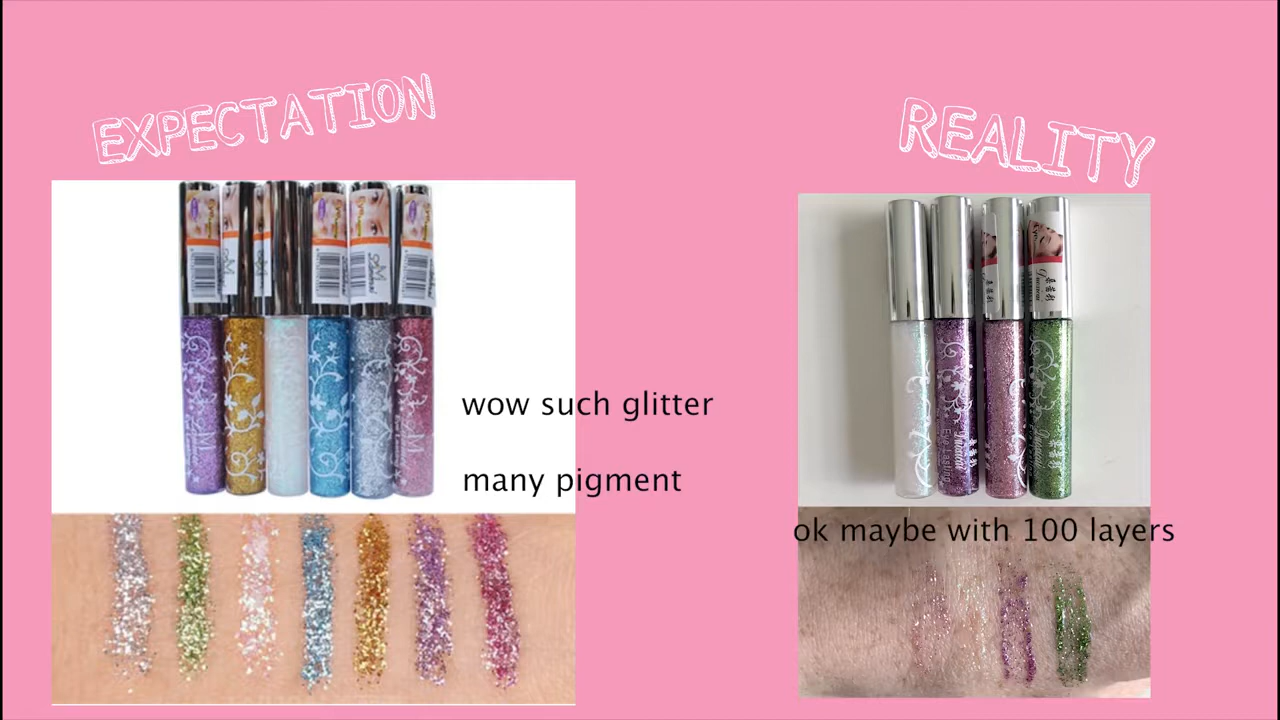 EXPECTATION
REALITY
wow such glitter
many pigment
ok maybe with 100 layers